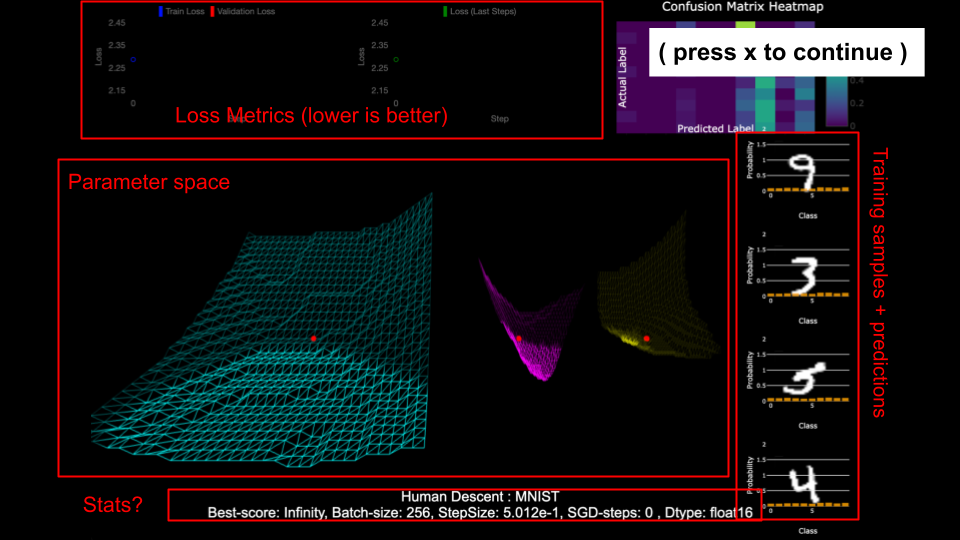 Train Loss Validation Loss
2.45
2.35
2.25
2.15
Loss
0
Loss (Last Steps)
2.45
2.35
2.25
2.15
Loss
0
Step
Loss Metrics (lower is better)
Confusion Matrix Heatmap
( press x to continue )
Actual Label
Predicted Label
0.4
0.2
0
Parameter space
Training samples + predictions
2
1.5
1
0.5
0
Probability
9
0 5
Class
2
1.5
1
0.5
0
Probability
3
0 5
Class
2
1.5
1
0.5
0
Probability
5
0 5
Class
2
1.5
1
0.5
0
Probability
4
0 5
Class
Stats?
Human Descent : MNIST
Best-score: Infinity, Batch-size: 256, StepSize: 5.012e-1, SGD-steps: 0 , Dtype: float16